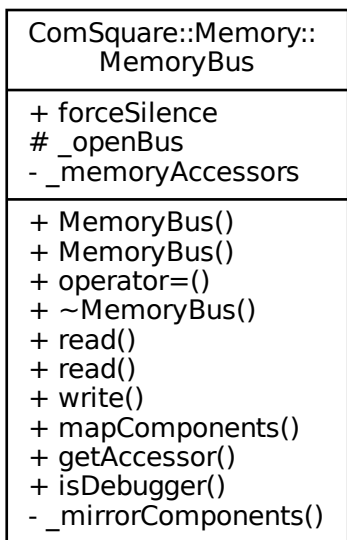 ComSquare::Memory::
MemoryBus
+ forceSilence
# _openBus
- _memoryAccessors
+ MemoryBus()
+ MemoryBus()
+ operator=()
+ ~MemoryBus()
+ read()
+ read()
+ write()
+ mapComponents()
+ getAccessor()
+ isDebugger()
- _mirrorComponents()